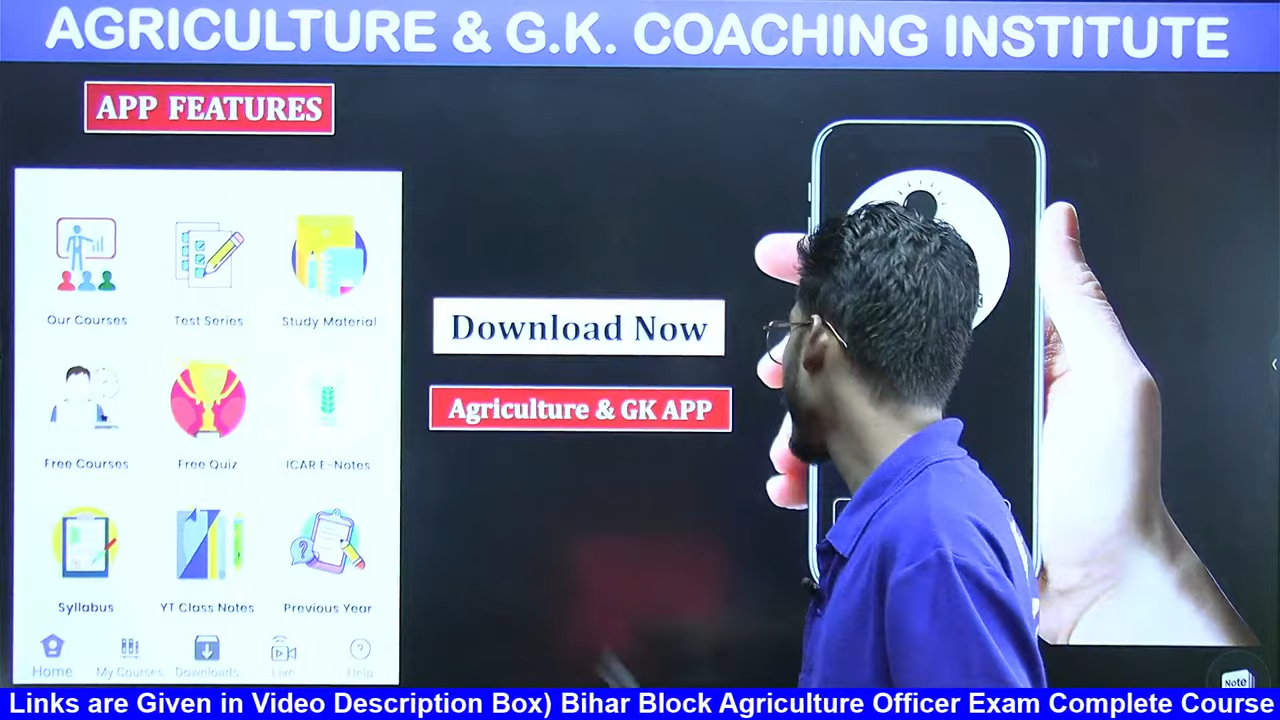 AGRICULTURE & G.K. COACHING INSTITUTE
APP FEATURES
Our Courses
Test Series
Study Material
Free Courses
Free Quiz
ICAR E-Notes
Syllabus
YT Class Notes
Previous Year
Home
My Courses
Downloads
Live
Help
Download Now
Agriculture & GK APP
Note
Links are Given in Video Description Box) Bihar Block Agriculture Officer Exam Complete Course